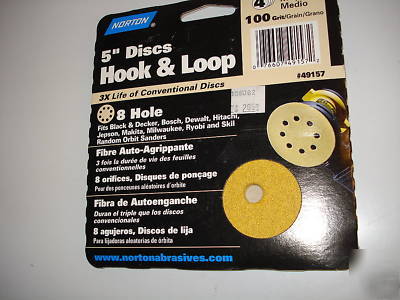 NORTON
4
Medio
100 Grit/Grain/Grano
0 76607 49157 2
#49157
5" Discs
Hook & Loop
3X Life of Conventional Discs
8 Hole
Fits Black & Decker, Bosch, Dewalt, Hitachi,
Jepson, Makita, Milwaukee, Ryobi and Skil
Random Orbit Sanders
Fibre Auto-Agrippante
3 fois la durée de vie des feuilles
conventionnelles
8 orifices, Disques de ponçage
Pour des ponceuses aléatoires d'orbite
Fibra de Autoenganche
Duran el triple que los discos
convencionales
8 agujeros, Discos de lija
Para lijadoras aleatorias de orbita
www.nortonabrasives.com